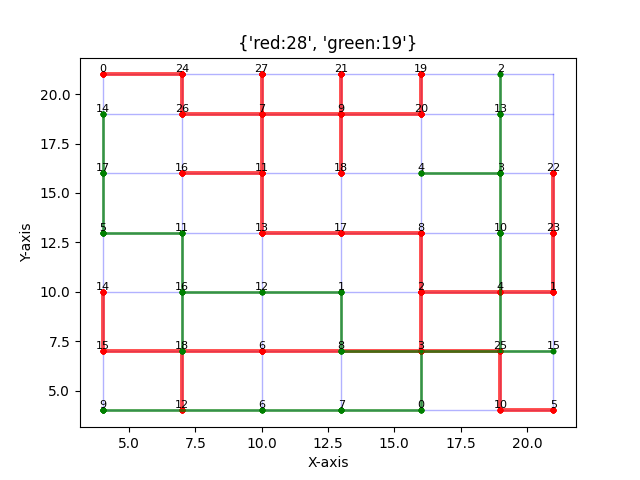 {'red:28', 'green:19'}
0 24 27 21 19 2
20.0
14 26 7 9 20 13
17.5
17 16 11 18 4 3 22
15.0
5 11 13 17 8 10 23
12.5
Y-axis
14 16 12 1 2 4 1
10.0
7.5
15 18 6 8 3 25 15
5.0
9 12 6 7 0 10 5
5.0 7.5 10.0 12.5 15.0 17.5 20.0
X-axis